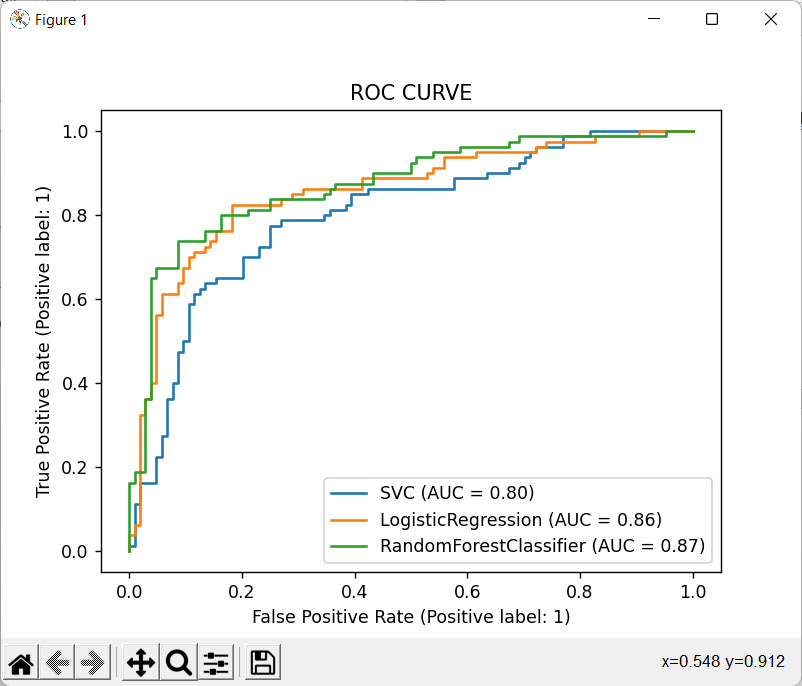 Figure 1
ROC CURVE
1.0
0.8
0.6
0.4
0.2
0.0
True Positive Rate (Positive label: 1)
SVC (AUC = 0.80)
LogisticRegression (AUC = 0.86)
RandomForestClassifier (AUC = 0.87)
0.0 0.2 0.4 0.6 0.8 1.0
False Positive Rate (Positive label: 1)
x=0.548 y=0.912